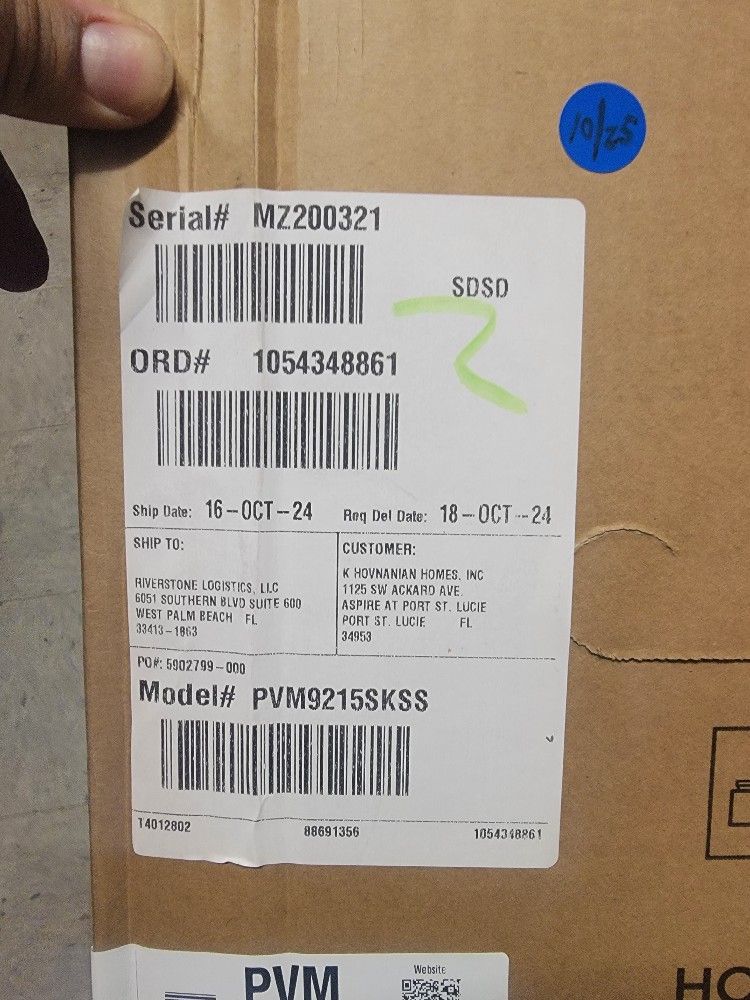 10/25
Serial# MZ200321
SDSD
ORD# 1054348861
Ship Date: 16-OCT-24 Req Del Date: 18-OCT-24
SHIP TO:
RIVERSTONE LOGISTICS, LLC
6051 SOUTHERN BLVD SUITE 600
WEST PALM BEACH FL
33413-1863
CUSTOMER:
K HOVNANIAN HOMES, INC
1125 SW ACKARD AVE.
ASPIRE AT PORT ST. LUCIE
PORT ST. LUCIE FL
34953
PO#: 5902799-000
Model# PVM9215SKSS
14012802 88691356 1054348861
PVM
Website
HO